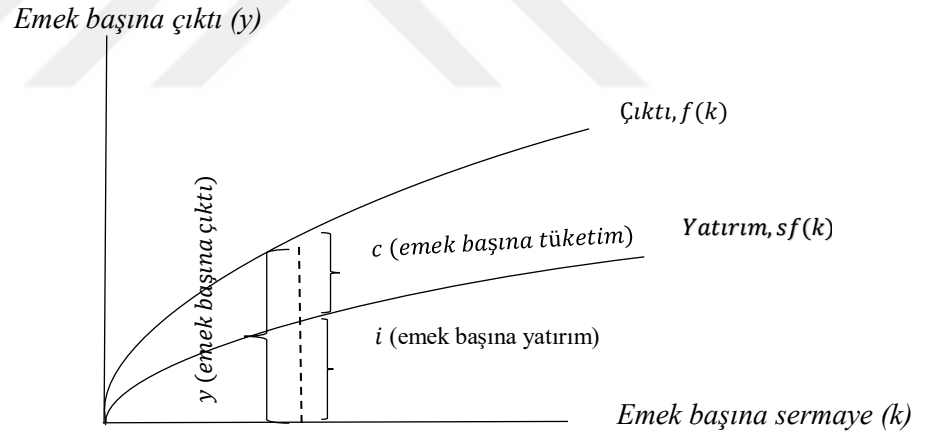 Emek başına çıktı (y)
Çıktı, f(k)
Yatırım, sf(k)
c (emek başına tüketim)
y (emek başına çıktı)
i (emek başına yatırım)
Emek başına sermaye (k)